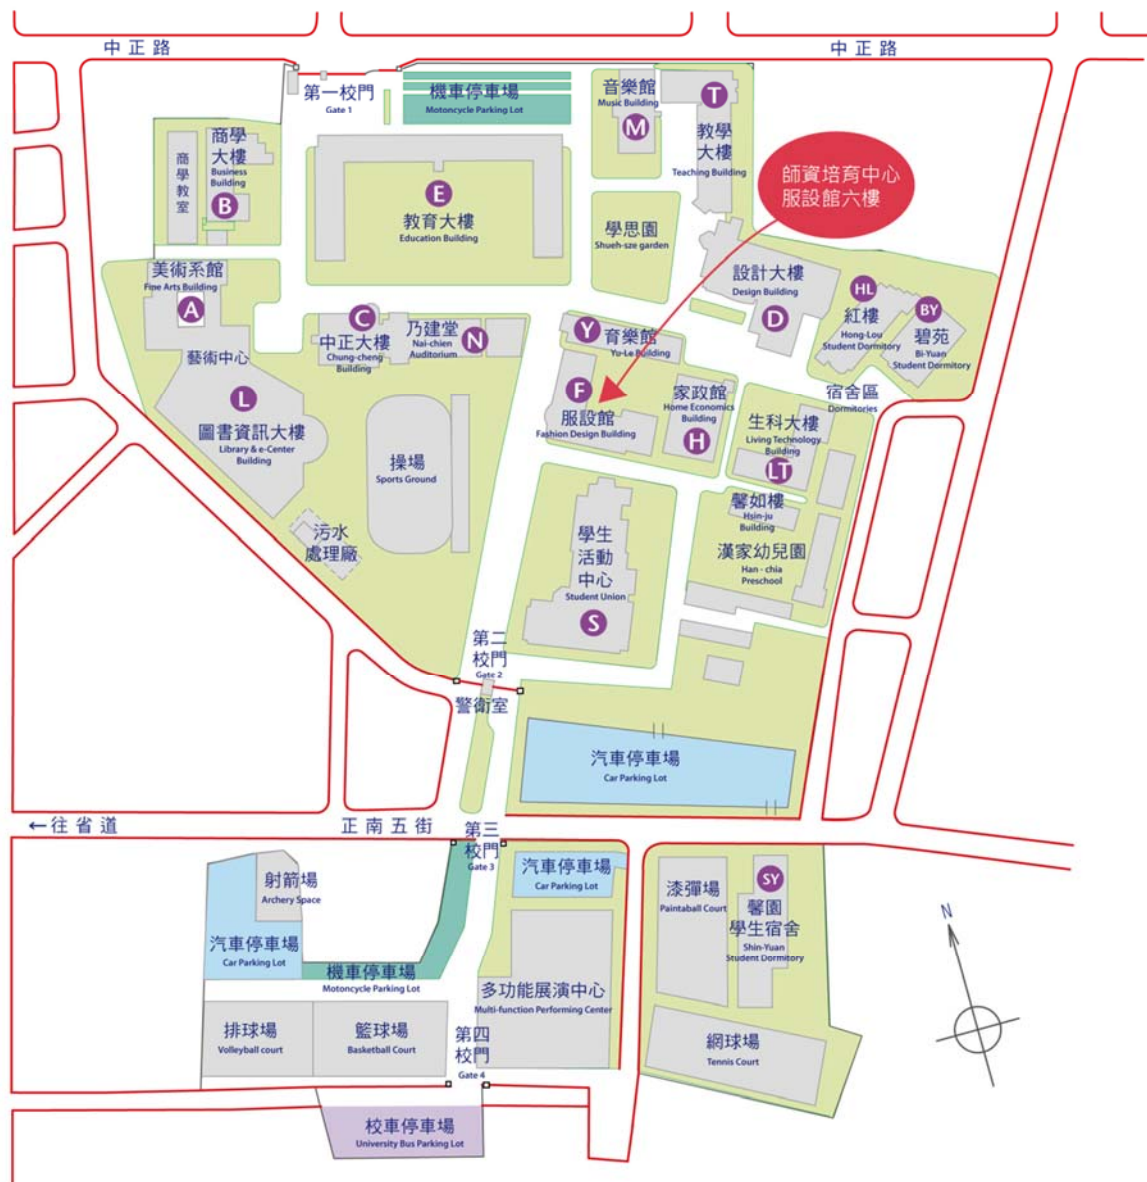 中正路
中正路
第一校門
Gate 1
機車停車場
Motoncycle Parking Lot
音樂館
Music Building
M
T
教學
大樓
Teaching Building
師資培育中心
服設館六樓
商學
大樓
Business
Building
B
商學教室
E
教育大樓
Education Building
學思園
Shueh-sze garden
設計大樓
Design Building
D
HL
紅樓
Hong-Lou
Student Dormitory
BY
碧苑
Bi-Yuan
Student Dormitory
宿舍區
Dormitories
美術系館
Fine Arts Building
A
藝術中心
C
中正大樓
Chung-cheng
Building
乃建堂
Nai-chien
Auditorium
N
Y
育樂館
Yu-Le Building
F
服設館
Fashion Design Building
家政館
Home Economics
Building
H
生科大樓
Living Technology
Building
LT
L
圖書資訊大樓
Library & e-Center
Building
操場
Sports Ground
污水
處理廠
馨如樓
Hsin-ju
Building
漢家幼兒園
Han - chia
Preschool
學生
活動
中心
Student Union
S
第二
校門
Gate 2
警衛室
汽車停車場
Car Parking Lot
←往省道
正南五街
第三
校門
Gate 3
射箭場
Archery Space
汽車停車場
Car Parking Lot
機車停車場
Motoncycle Parking Lot
汽車停車場
Car Parking Lot
多功能展演中心
Multi-function Performing Center
漆彈場
Paintaball Court
SY
馨園
學生宿舍
Shin-Yuan
Student Dormitory
網球場
Tennis Court
排球場
Volleyball court
籃球場
Basketball Court
第四
校門
Gate 4
校車停車場
University Bus Parking Lot
N